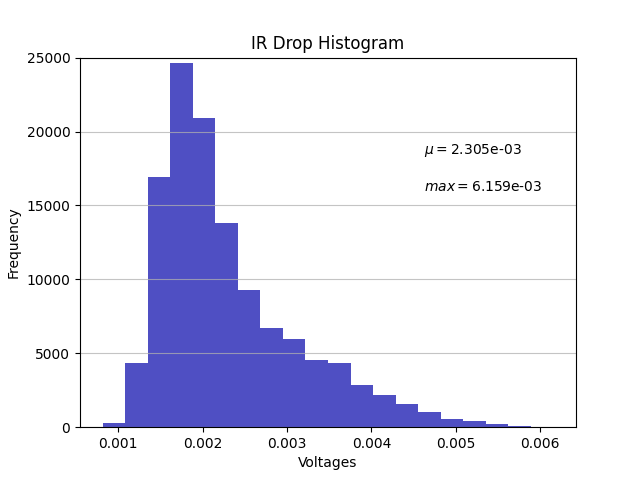 IR Drop Histogram
25000
20000
15000
10000
5000
0
Frequency
μ = 2.305e-03
max = 6.159e-03
0.001 0.002 0.003 0.004 0.005 0.006
Voltages